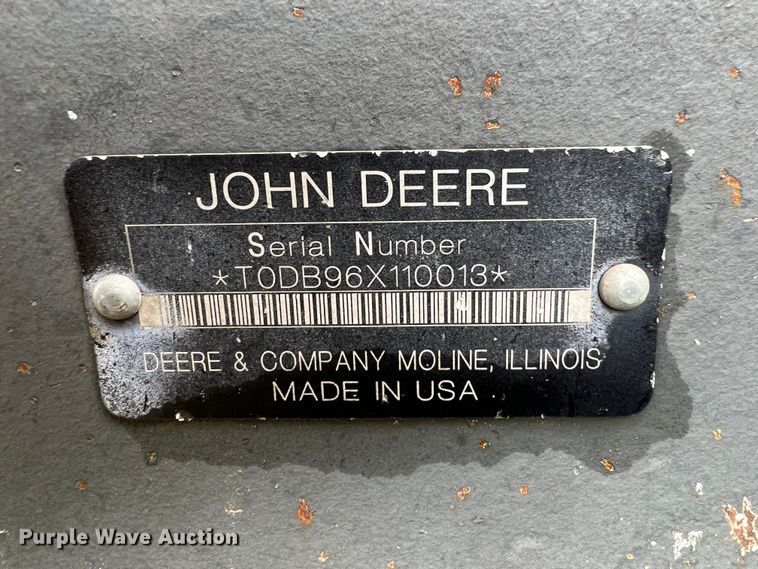 JOHN DEERE
Serial Number
*T0DB96X110013*
DEERE & COMPANY MOLINE, ILLINOIS
MADE IN USA
Purple Wave Auction